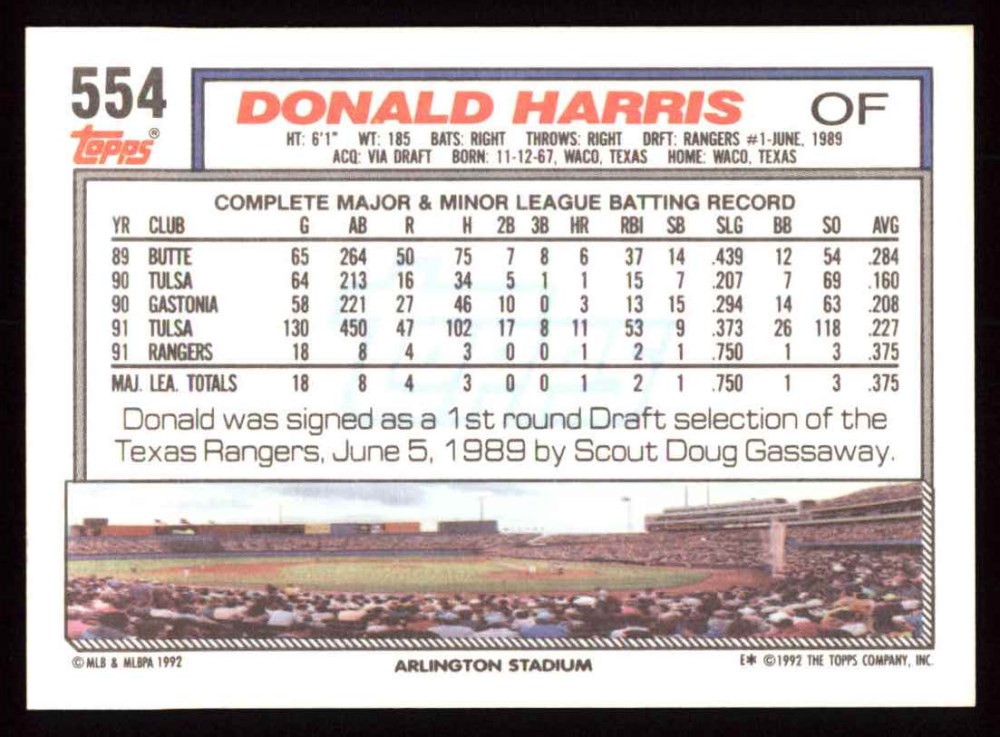 554
topps®
DONALD HARRIS OF
HT: 6'1" WT: 185 BATS: RIGHT THROWS: RIGHT DRFT: RANGERS #1-JUNE, 1989
ACQ: VIA DRAFT BORN: 11-12-67, WACO, TEXAS HOME: WACO, TEXAS
COMPLETE MAJOR & MINOR LEAGUE BATTING RECORD
YR CLUB G AB R H 2B 3B HR RBI SB SLG BB SO AVG
89 BUTTE 65 264 50 75 7 8 6 37 14 .439 12 54 .284
90 TULSA 64 213 16 34 5 1 1 15 7 .207 7 69 .160
90 GASTONIA 58 221 27 46 10 0 3 13 15 .294 14 63 .208
91 TULSA 130 450 47 102 17 8 11 53 9 .373 26 118 .227
91 RANGERS 18 8 4 3 0 0 1 2 1 .750 1 3 .375
MAJ. LEA. TOTALS 18 8 4 3 0 0 1 2 1 .750 1 3 .375
Donald was signed as a 1st round Draft selection of the
Texas Rangers, June 5, 1989 by Scout Doug Gassaway.
© MLB & MLBPA 1992
ARLINGTON STADIUM
E* © 1992 THE TOPPS COMPANY, INC.